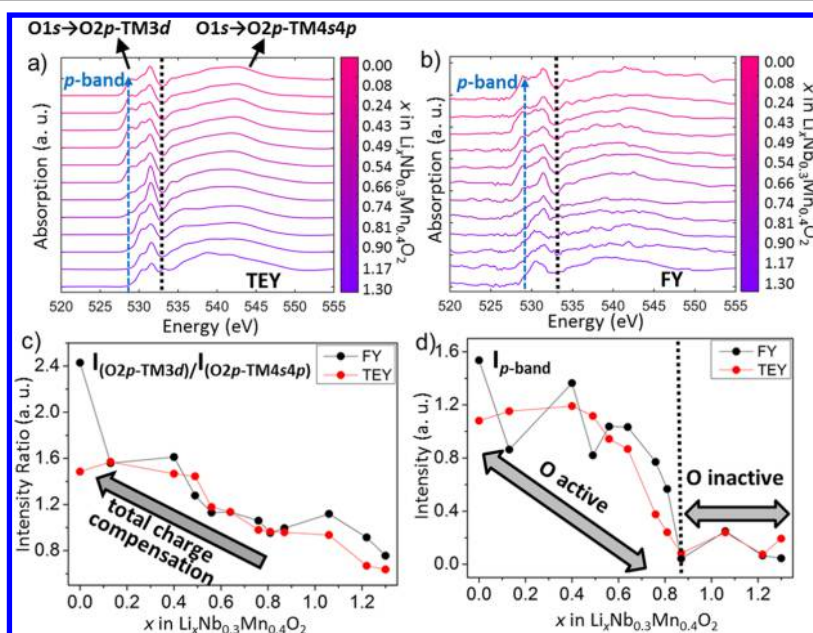 O1s→O2p-TM3d O1s→O2p-TM4s4p
a)
p-band
Absorption (a. u.)
TEY
520 525 530 535 540 545 550 555
Energy (eV)
0.00
0.08
0.24
0.43
0.49
0.56
0.61
0.74
0.81
0.90
1.17
1.30
x in LixNb0.3Mn0.4O2
b)
p-band
Absorption (a. u.)
FY
520 525 530 535 540 545 550 555
Energy (eV)
0.00
0.08
0.24
0.43
0.49
0.56
0.61
0.74
0.81
0.90
1.17
1.30
x in LixNb0.3Mn0.4O2
c)
I(O2p-TM3d)/I(O2p-TM4s4p)
FY
TEY
Intensity Ratio (a. u.)
2.4
1.8
1.2
0.6
total charge
compensation
0.0 0.2 0.4 0.6 0.8 1.0 1.2
x in LixNb0.3Mn0.4O2
d)
Ip-band
FY
TEY
Intensity (a. u.)
1.6
1.2
0.8
0.4
0.0
O active
O inactive
0.0 0.2 0.4 0.6 0.8 1.0 1.2
x in LixNb0.3Mn0.4O2